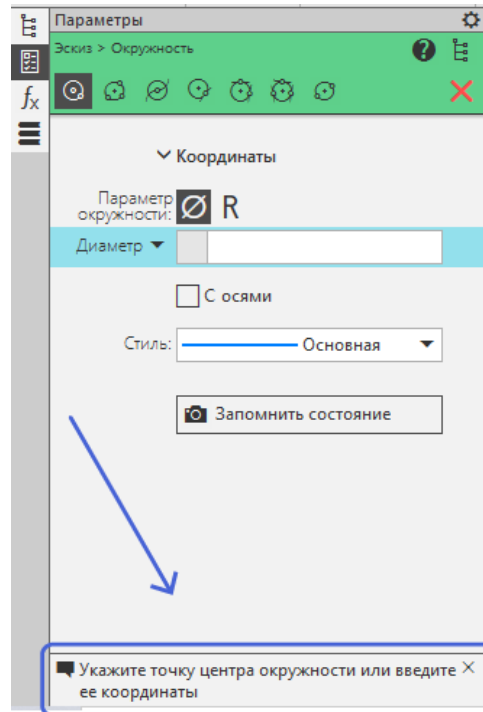 Параметры
Эскиз > Окружность
?
fx
Координаты
Параметр
окружности:
Ø R
Диаметр
С осями
Стиль: Основная
Запомнить состояние
Укажите точку центра окружности или введите
ее координаты